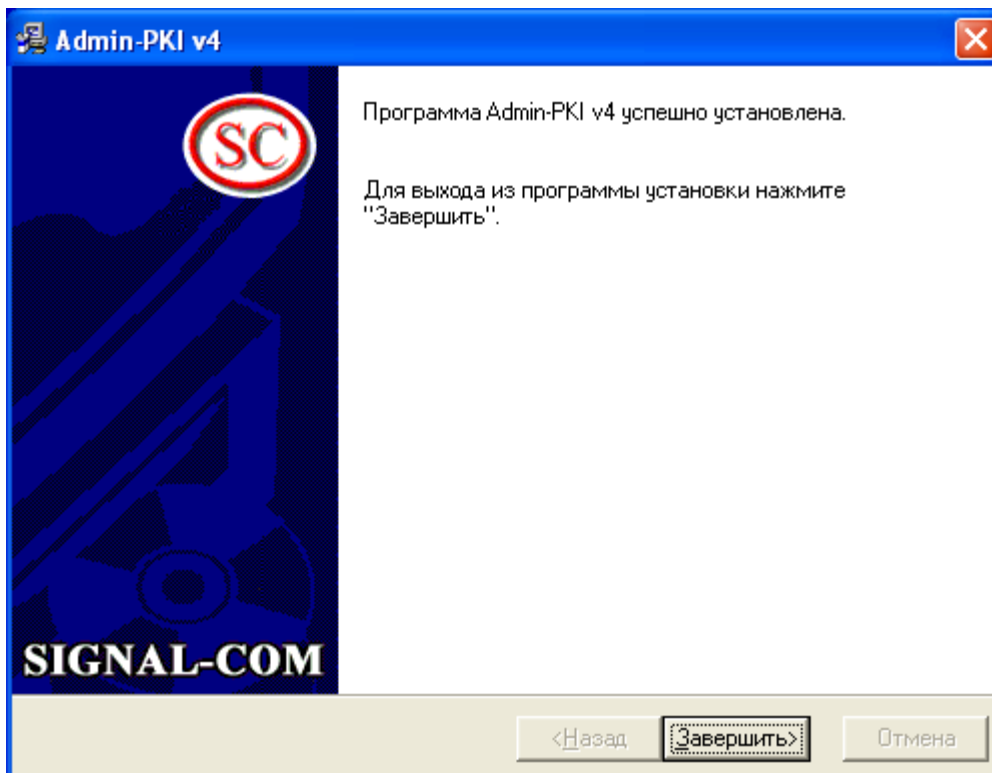 Admin-PKI v4
SC
Программа Admin-PKI v4 успешно установлена.
Для выхода из программы установки нажмите
"Завершить".
SIGNAL-COM
<Назад
Завершить>
Отмена